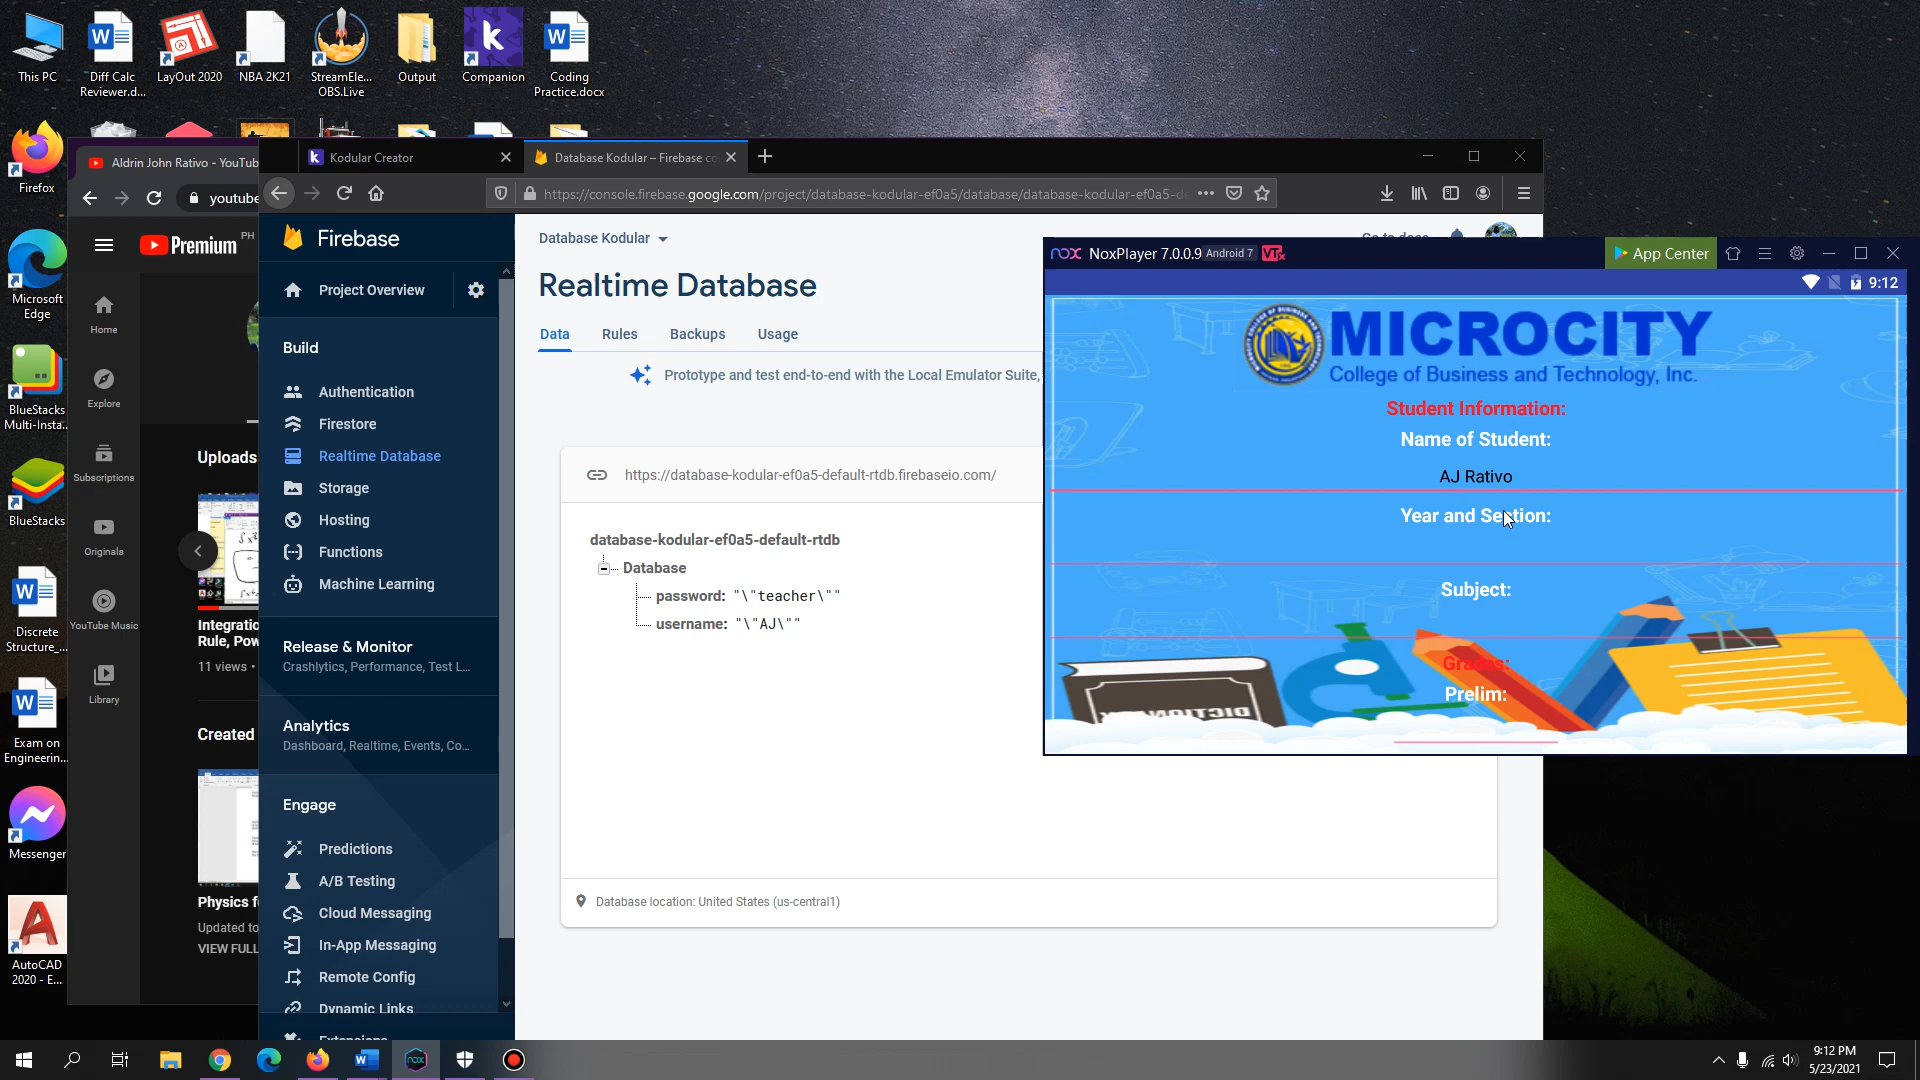 This PC
Diff Calc
Reviewer.d...
LayOut 2020
NBA 2K21
StreamEle...
OBS.Live
Output
Companion
Coding
Practice.docx
Firefox
Microsoft
Edge
BlueStacks
Multi-Insta...
BlueStacks
Discrete
Structure_...
Exam on
Engineerin...
Messenger
AutoCAD
2020 - E...
Aldrin John Rativo - YouTub
youtube
Premium
PH
Home
Explore
Subscriptions
Originals
YouTube Music
Library
Uploads
Integratio
Rule, Pow
11 views •
Created
Physics f
Updated to
VIEW FULL
Kodular Creator
Database Kodular – Firebase co
https://console.firebase.google.com/project/database-kodular-ef0a5/database/database-kodular-ef0a5-de
Firebase
Project Overview
Build
Authentication
Firestore
Realtime Database
Storage
Hosting
Functions
Machine Learning
Release & Monitor
Crashlytics, Performance, Test L...
Analytics
Dashboard, Realtime, Events, Co...
Engage
Predictions
A/B Testing
Cloud Messaging
In-App Messaging
Remote Config
Dynamic Links
Extensions
Database Kodular
Go to docs
Realtime Database
Data Rules Backups Usage
Prototype and test end-to-end with the Local Emulator Suite,
https://database-kodular-ef0a5-default-rtdb.firebaseio.com/
database-kodular-ef0a5-default-rtdb
Database
password: "\"teacher\""
username: "\"AJ\""
Database location: United States (us-central1)
nox NoxPlayer 7.0.0.9 Android 7 VTx
App Center
9:12
MICROCITY
College of Business and Technology, Inc.
Student Information:
Name of Student:
AJ Rativo
Year and Section:
Subject:
Grades:
Prelim:
9:12 PM
5/23/2021